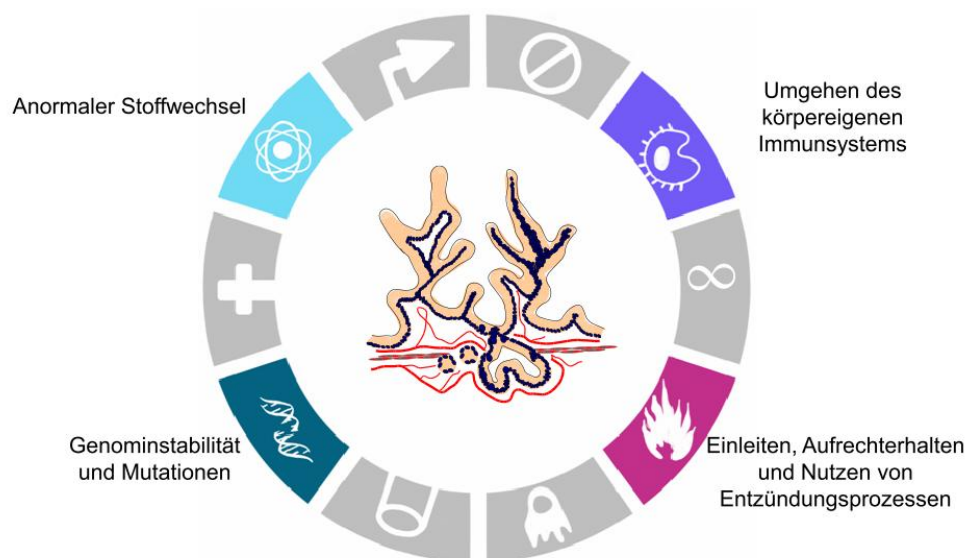 Anormaler Stoffwechsel
Umgehen des
körpereigenen
Immunsystems
Genominstabilität
und Mutationen
Einleiten, Aufrechterhalten
und Nutzen von
Entzündungsprozessen